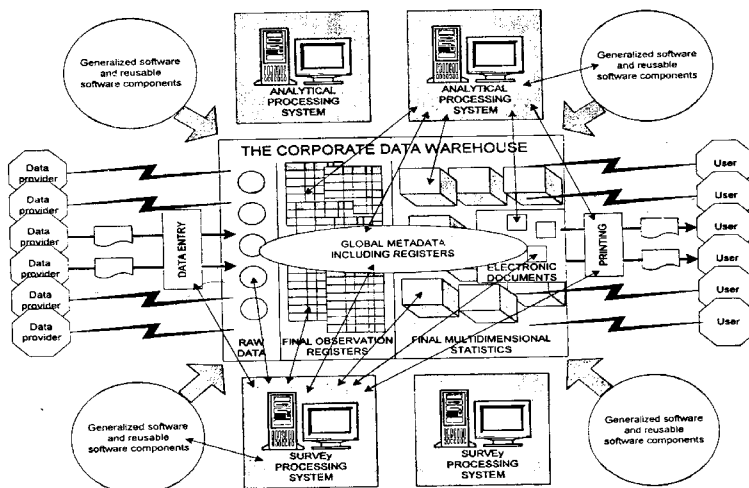 Generalized software
and reusable
software components
ANALYTICAL
PROCESSING
SYSTEM
ANALYTICAL
PROCESSING
SYSTEM
Generalized software
and reusable
software components
THE CORPORATE DATA WAREHOUSE
Data
provider
Data
provider
Data
provider
Data
provider
Data
provider
Data
provider
DATA ENTRY
GLOBAL METADATA
INCLUDING REGISTERS
ELECTRONIC
DOCUMENTS
PRINTING
User
User
User
User
User
User
RAW
DATA
FINAL OBSERVATION
REGISTERS
FINAL MULTIDIMENSIONAL
STATISTICS
Generalized software
and reusable
software components
SURVEy
PROCESSING
SYSTEM
SURVEy
PROCESSING
SYSTEM
Generalized software
and reusable
software components